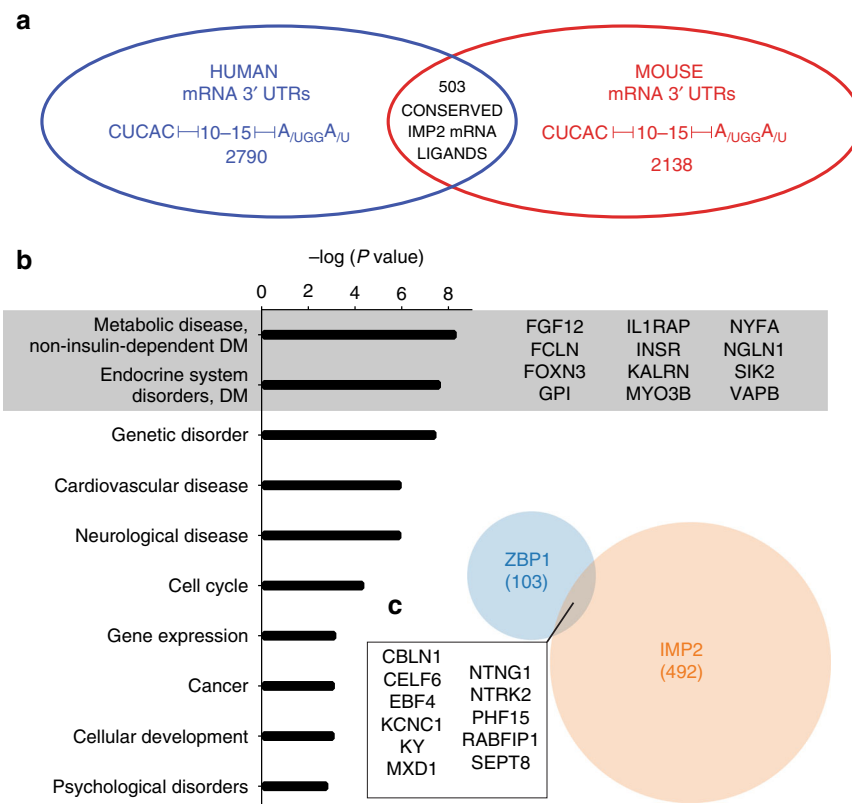 a
HUMAN
mRNA 3′ UTRs
CUCAC 10–15 A/UGGA/U
2790
503
CONSERVED
IMP2 mRNA
LIGANDS
MOUSE
mRNA 3′ UTRs
CUCAC 10–15 A/UGGA/U
2138
b
–log (P value)
0 2 4 6 8
Metabolic disease,
non-insulin-dependent DM
Endocrine system
disorders, DM
Genetic disorder
Cardiovascular disease
Neurological disease
Cell cycle
Gene expression
Cancer
Cellular development
Psychological disorders
FGF12 IL1RAP NYFA
FCLN INSR NGLN1
FOXN3 KALRN SIK2
GPI MYO3B VAPB
c
ZBP1
(103)
IMP2
(492)
CBLN1
CELF6
EBF4
KCNC1
KY
MXD1
NTNG1
NTRK2
PHF15
RABFIP1
SEPT8